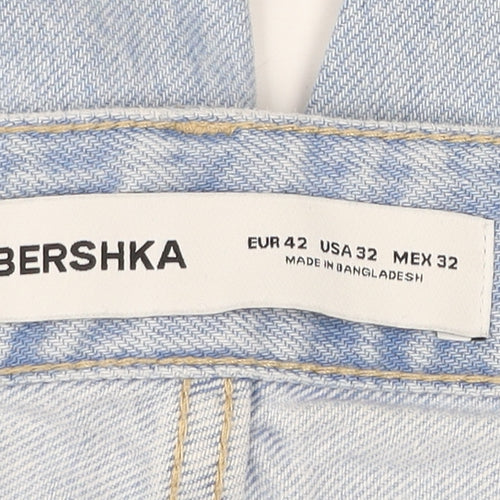 BERSHKA
EUR 42 USA 32 MEX 32
MADE IN BANGLADESH